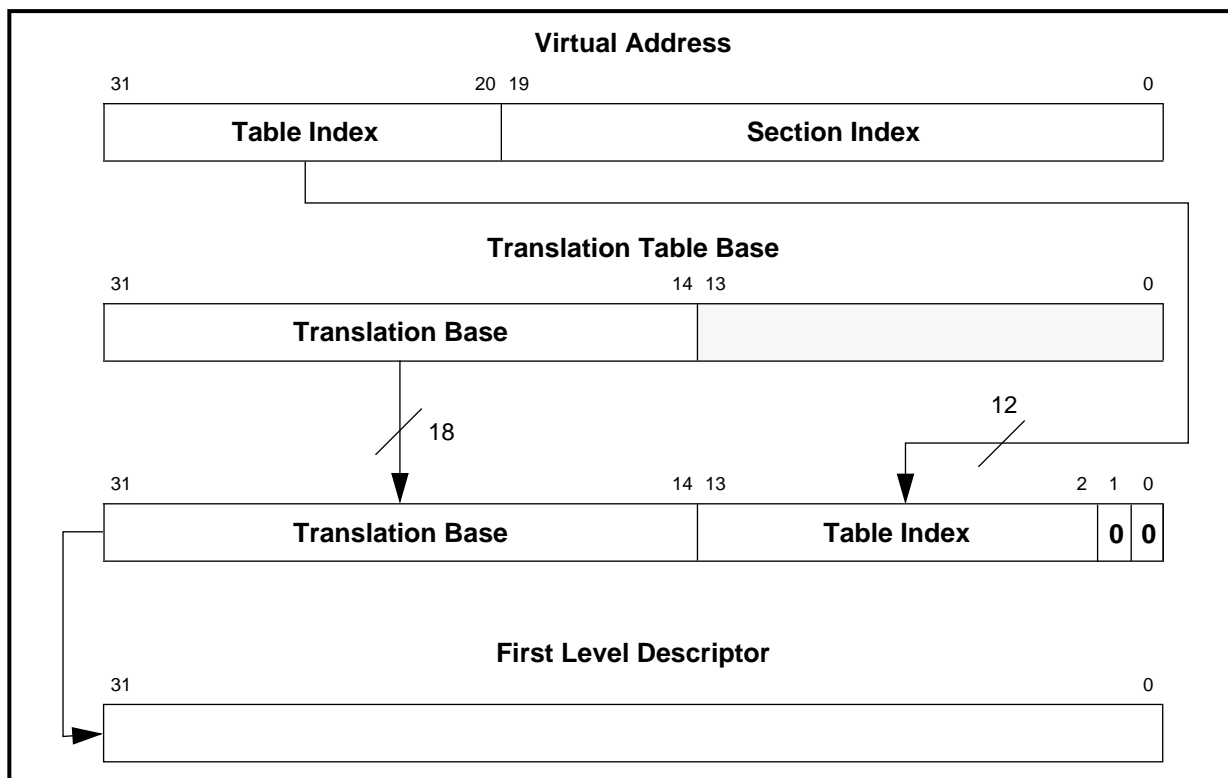 Virtual Address
31 20 19 0
Table Index Section Index
Translation Table Base
31 14 13 0
Translation Base
18 12
31 14 13 2 1 0
Translation Base Table Index 0 0
First Level Descriptor
31 0